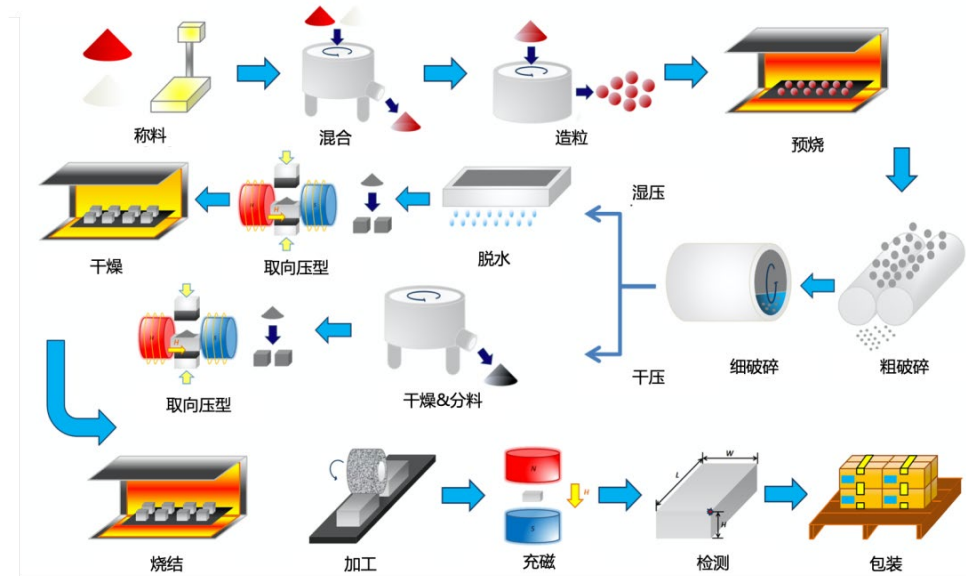 称料
混合
造粒
预烧
湿压
H
干燥
取向压型
脱水
细破碎
粗破碎
H
取向压型
干燥&分料
干压
烧结
加工
N
H
S
充磁
W
L
H
检测
包装